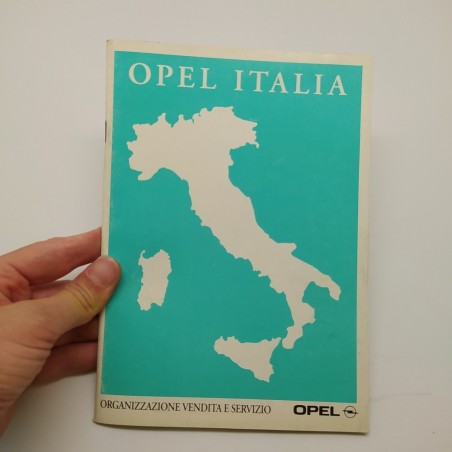 OPEL ITALIA
ORGANIZZAZIONE VENDITA E SERVIZIO OPEL